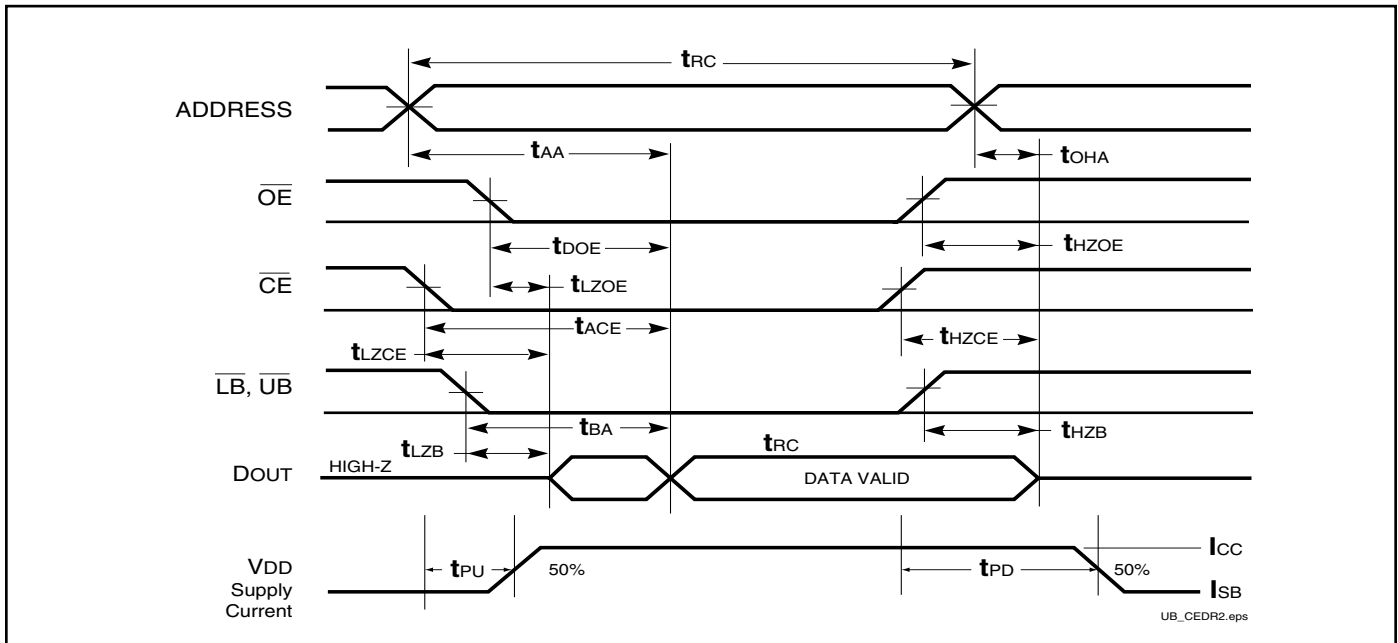 tRC
ADDRESS
tAA
tOHA
OE
tDOE
tHZOE
CE
tLZOE
tACE
tHZCE
tLZCE
LB, UB
tBA
tHZB
tLZB
tRC
DOUT
HIGH-Z
DATA VALID
ICC
VDD
Supply
Current
tPU
50%
tPD
50%
ISB
UB_CEDR2.eps